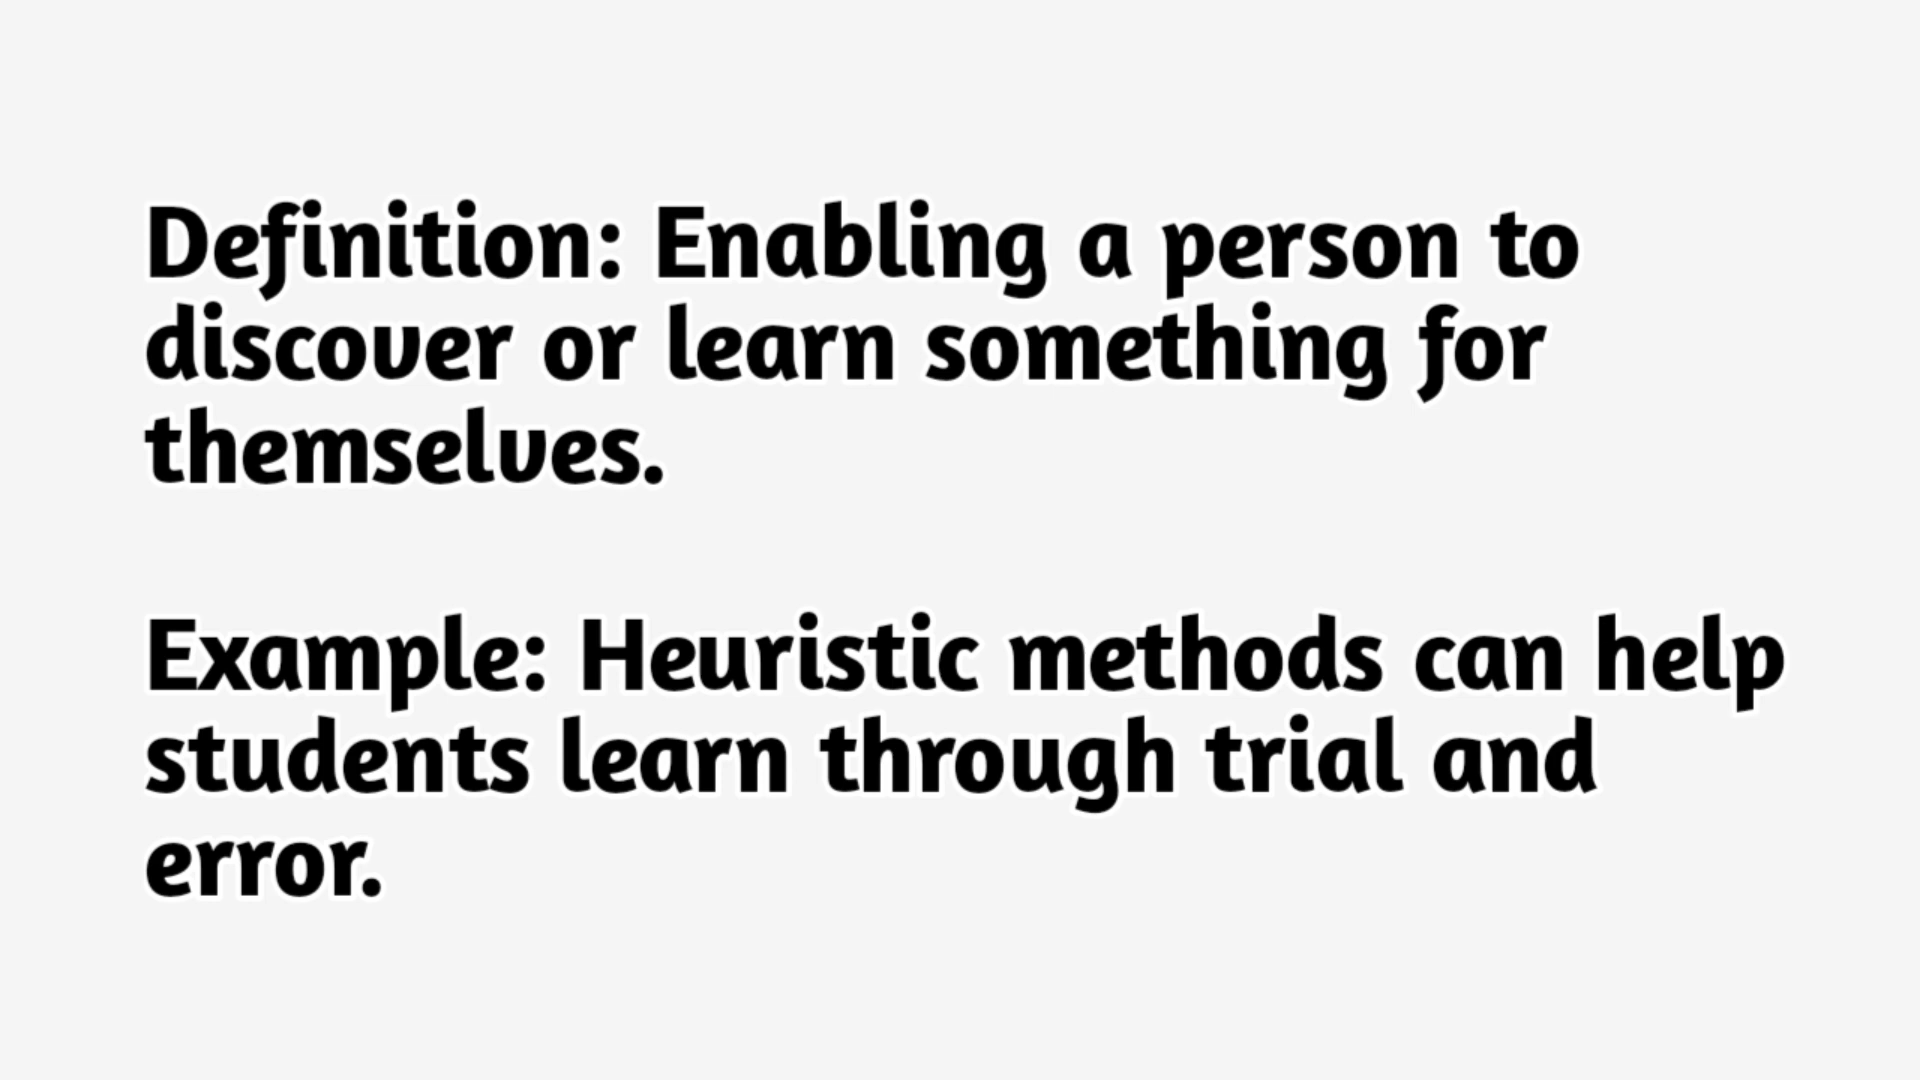 Definition: Enabling a person to
discover or learn something for
themselves.
Example: Heuristic methods can help
students learn through trial and
error.